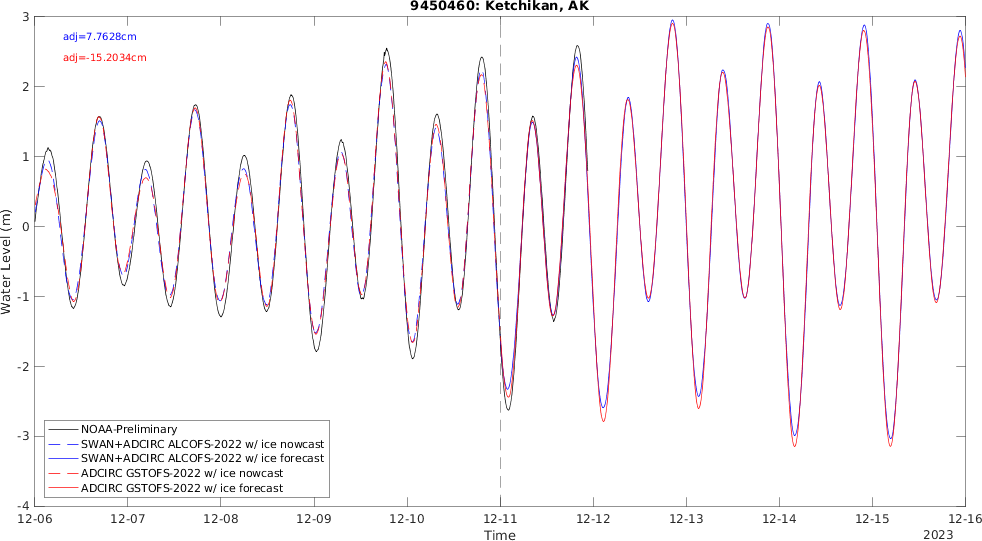 9450460: Ketchikan, AK
3
adj=7.7628cm
adj=-15.2034cm
2
1
0
-1
-2
-3
-4
Water Level (m)
NOAA-Preliminary
SWAN+ADCIRC ALCOFS-2022 w/ ice nowcast
SWAN+ADCIRC ALCOFS-2022 w/ ice forecast
ADCIRC GSTOFS-2022 w/ ice nowcast
ADCIRC GSTOFS-2022 w/ ice forecast
12-06 12-07 12-08 12-09 12-10 12-11 12-12 12-13 12-14 12-15 12-16
Time
2023